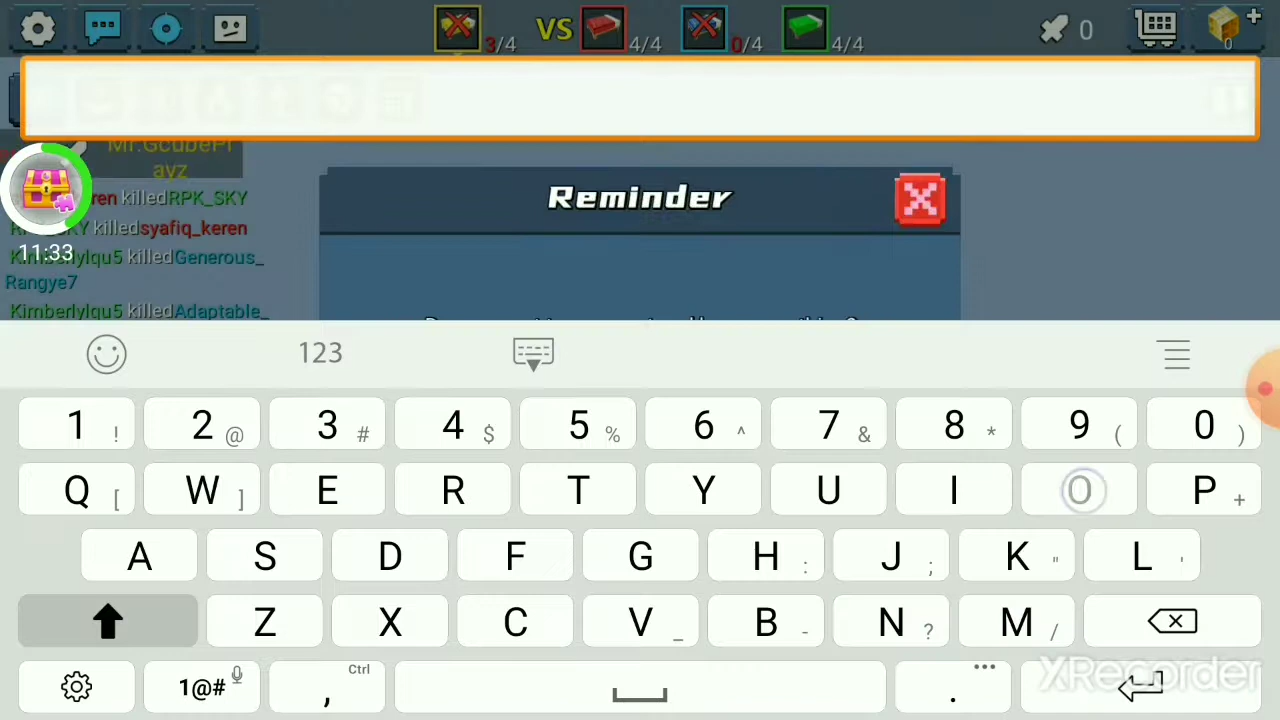 3/4 VS 4/4 0/4 4/4 0 0
Mr.GcubePl
ayz
ren killedRPK_SKY
killedsyafiq_keren
11:33
Kimberlylqu5 killedGenerous_
Rangye7
Kimberlylqu5 killedAdaptable_
Reminder
123
1 ! 2 @ 3 # 4 $ 5 % 6 ^ 7 & 8 * 9 ( 0 )
Q [ W ] E R T Y U I O P +
A S D F G H : J ; K " L '
Z X C V _ B - N ? M /
1@# , Ctrl . •••
XRecorder